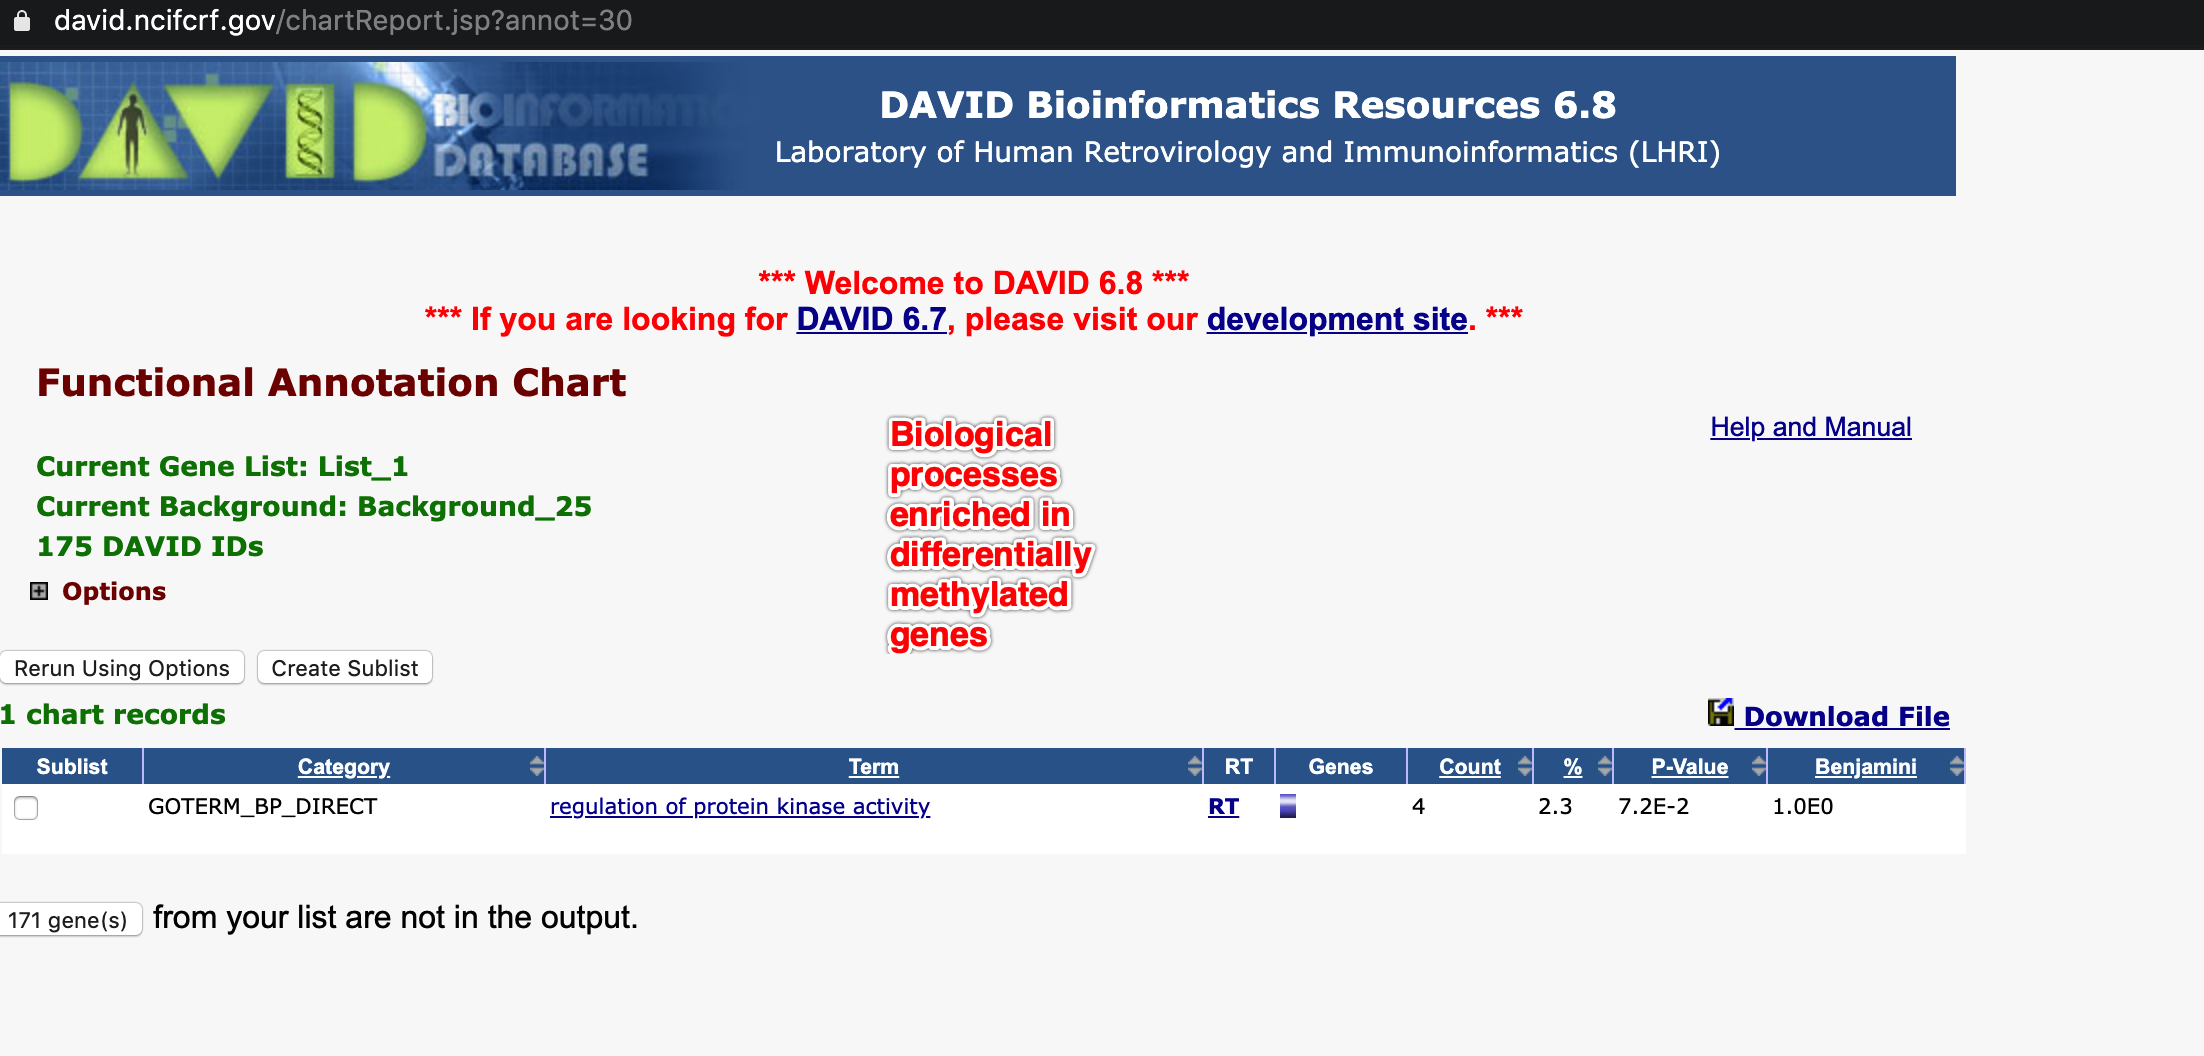 david.ncifcrf.gov/chartReport.jsp?annot=30
DAVID BIOINFORMATIC
DATABASE
DAVID Bioinformatics Resources 6.8
Laboratory of Human Retrovirology and Immunoinformatics (LHRI)
*** Welcome to DAVID 6.8 ***
*** If you are looking for DAVID 6.7, please visit our development site. ***
Functional Annotation Chart
Help and Manual
Current Gene List: List_1
Current Background: Background_25
175 DAVID IDs
Options
Biological
processes
enriched in
differentially
methylated
genes
Rerun Using Options Create Sublist
1 chart records
Download File
Sublist Category Term RT Genes Count % P-Value Benjamini
GOTERM_BP_DIRECT regulation of protein kinase activity RT 4 2.3 7.2E-2 1.0E0
171 gene(s) from your list are not in the output.